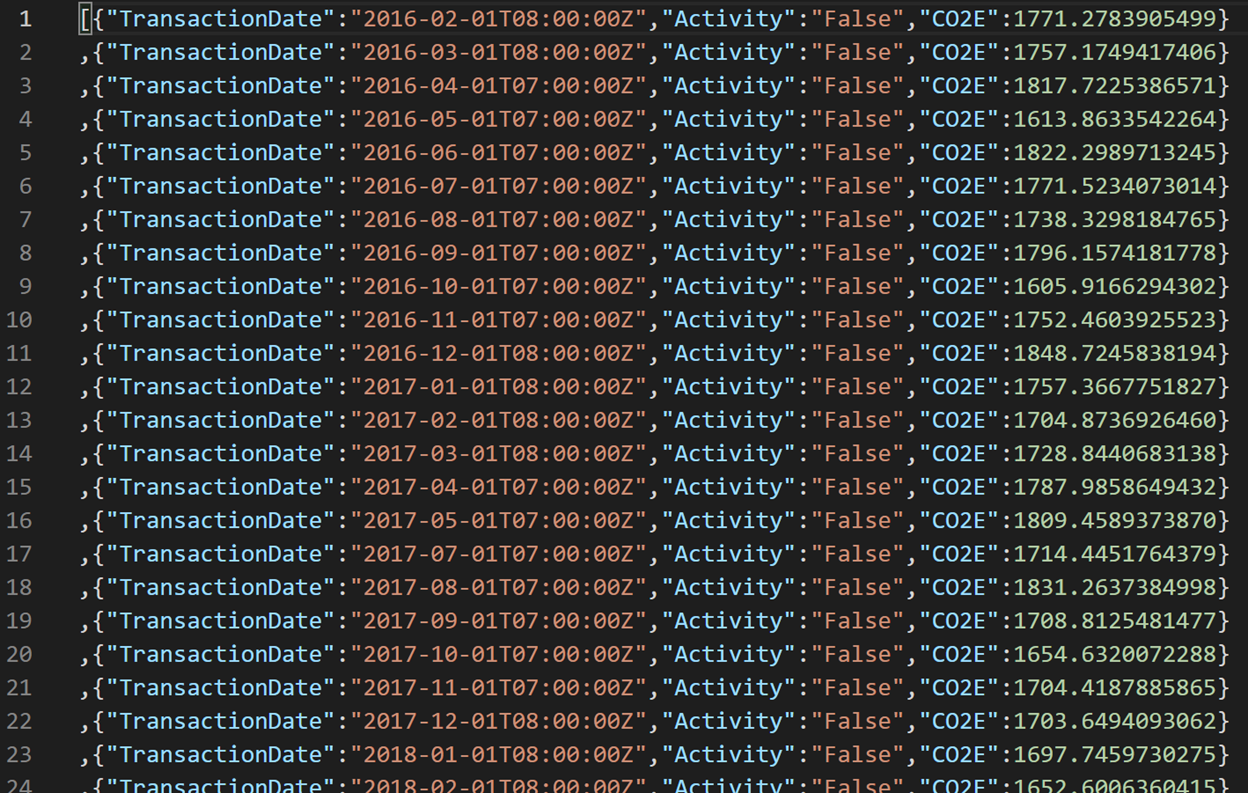 1 [{"TransactionDate":"2016-02-01T08:00:00Z","Activity":"False","CO2E":1771.2783905499}
2 ,{"TransactionDate":"2016-03-01T08:00:00Z","Activity":"False","CO2E":1757.1749417406}
3 ,{"TransactionDate":"2016-04-01T07:00:00Z","Activity":"False","CO2E":1817.7225386571}
4 ,{"TransactionDate":"2016-05-01T07:00:00Z","Activity":"False","CO2E":1613.8633542264}
5 ,{"TransactionDate":"2016-06-01T07:00:00Z","Activity":"False","CO2E":1822.2989713245}
6 ,{"TransactionDate":"2016-07-01T07:00:00Z","Activity":"False","CO2E":1771.5234073014}
7 ,{"TransactionDate":"2016-08-01T07:00:00Z","Activity":"False","CO2E":1738.3298184765}
8 ,{"TransactionDate":"2016-09-01T07:00:00Z","Activity":"False","CO2E":1796.1574181778}
9 ,{"TransactionDate":"2016-10-01T07:00:00Z","Activity":"False","CO2E":1605.9166294302}
10 ,{"TransactionDate":"2016-11-01T07:00:00Z","Activity":"False","CO2E":1752.4603925523}
11 ,{"TransactionDate":"2016-12-01T08:00:00Z","Activity":"False","CO2E":1848.7245838194}
12 ,{"TransactionDate":"2017-01-01T08:00:00Z","Activity":"False","CO2E":1757.3667751827}
13 ,{"TransactionDate":"2017-02-01T08:00:00Z","Activity":"False","CO2E":1704.8736926460}
14 ,{"TransactionDate":"2017-03-01T08:00:00Z","Activity":"False","CO2E":1728.8440683138}
15 ,{"TransactionDate":"2017-04-01T07:00:00Z","Activity":"False","CO2E":1787.9858649432}
16 ,{"TransactionDate":"2017-05-01T07:00:00Z","Activity":"False","CO2E":1809.4589373870}
17 ,{"TransactionDate":"2017-07-01T07:00:00Z","Activity":"False","CO2E":1714.4451764379}
18 ,{"TransactionDate":"2017-08-01T07:00:00Z","Activity":"False","CO2E":1831.2637384998}
19 ,{"TransactionDate":"2017-09-01T07:00:00Z","Activity":"False","CO2E":1708.8125481477}
20 ,{"TransactionDate":"2017-10-01T07:00:00Z","Activity":"False","CO2E":1654.6320072288}
21 ,{"TransactionDate":"2017-11-01T07:00:00Z","Activity":"False","CO2E":1704.4187885865}
22 ,{"TransactionDate":"2017-12-01T08:00:00Z","Activity":"False","CO2E":1703.6494093062}
23 ,{"TransactionDate":"2018-01-01T08:00:00Z","Activity":"False","CO2E":1697.7459730275}
24 ,{"TransactionDate":"2018-02-01T08:00:00Z","Activity":"False","CO2E":1652.6006360415}